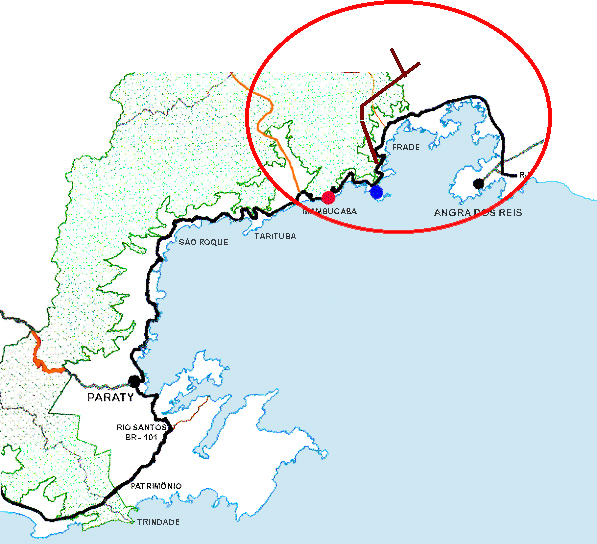 FRADE
ANGRA DOS REIS
MAMBUCABA
TARITUBA
SÃO ROQUE
PARATY
RIO SANTOS
BR - 101
PATRIMÔNIO
TRINDADE